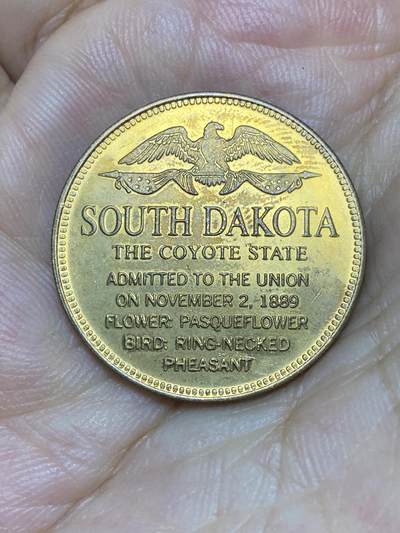 SOUTH DAKOTA
THE COYOTE STATE
ADMITTED TO THE UNION
ON NOVEMBER 2, 1889
FLOWER: PASQUEFLOWER
BIRD: RING-NECKED
PHEASANT